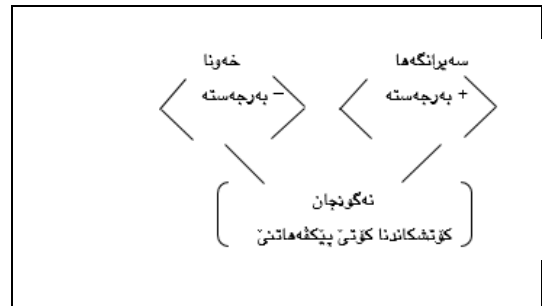 سەیرانگەها خەونا
+ بەرجەستە – بەرجەستە
نەگونجان
کۆتشکاندنا کۆتێ پێکڤەهاتنێ